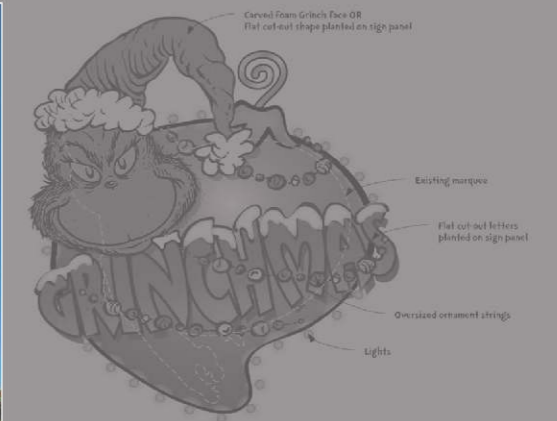 Carved Foam Grinch Face OR
Flat cut-out shape planted on sign panel
Existing marquee
Flat cut-out letters
planted on sign panel
GRINCHMAS
Oversized ornament strings
Lights